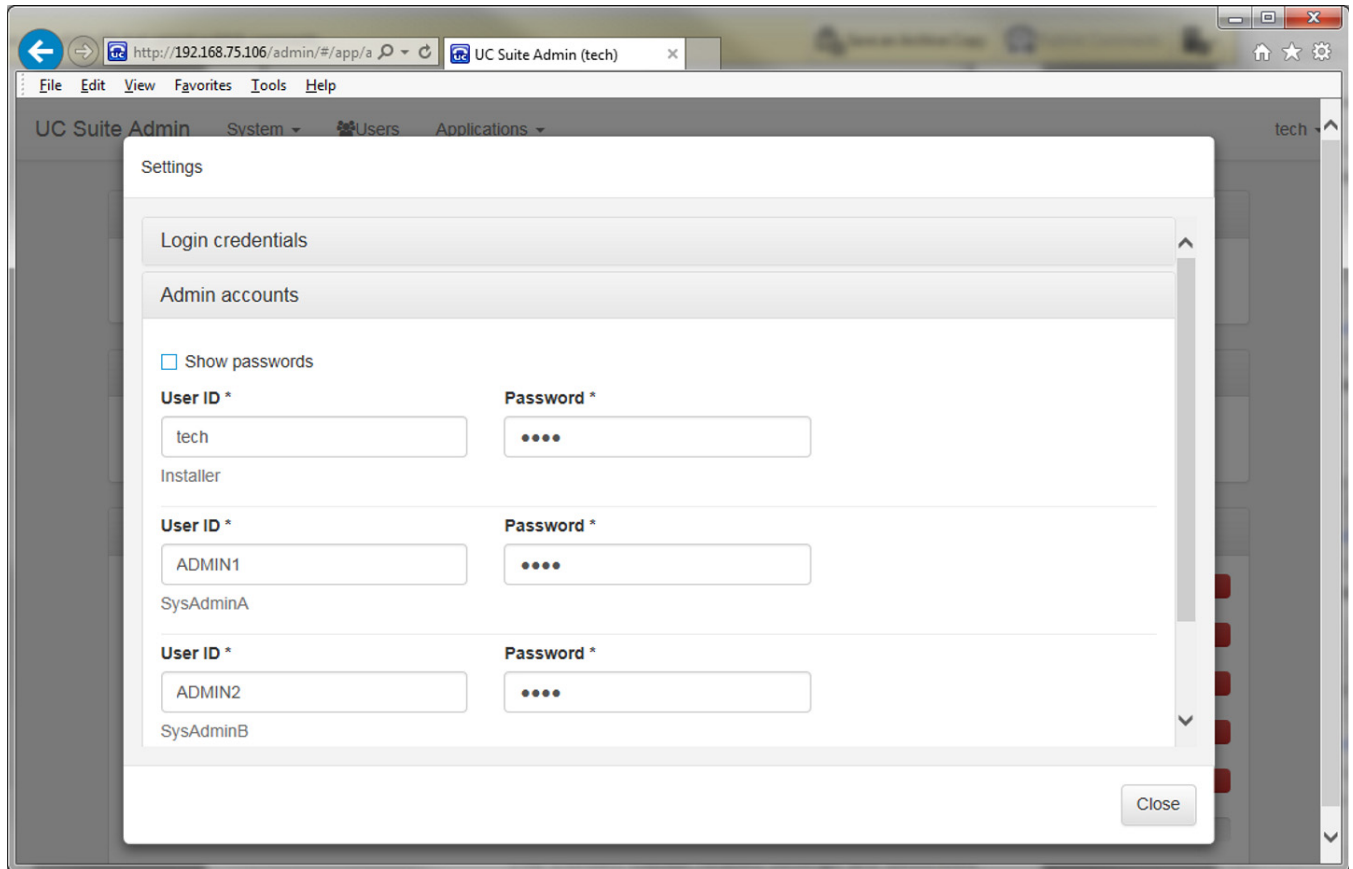 http://192.168.75.106/admin/#/app/a
UC Suite Admin (tech)
File Edit View Favorites Tools Help
UC Suite Admin System Users Applications tech
Settings
Login credentials
Admin accounts
Show passwords
User ID * Password *
tech ••••
Installer
User ID * Password *
ADMIN1 ••••
SysAdminA
User ID * Password *
ADMIN2 ••••
SysAdminB
Close